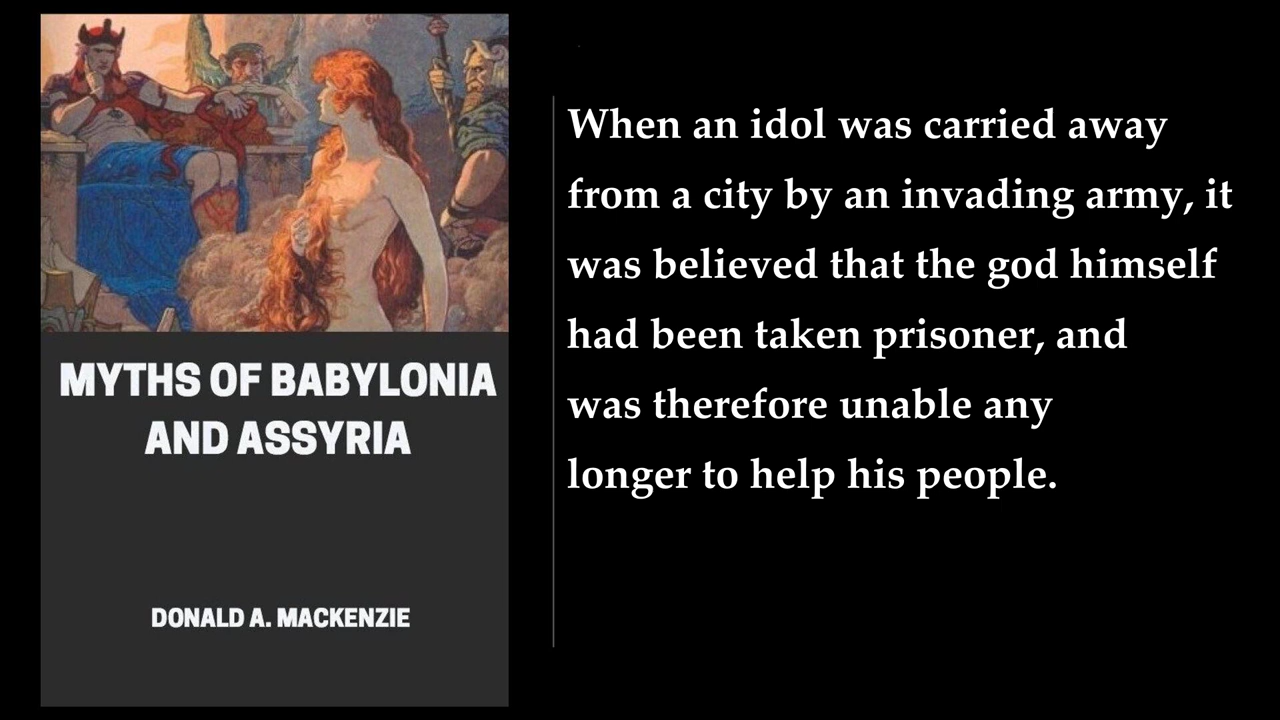 MYTHS OF BABYLONIA
AND ASSYRIA
DONALD A. MACKENZIE
When an idol was carried away
from a city by an invading army, it
was believed that the god himself
had been taken prisoner, and
was therefore unable any
longer to help his people.